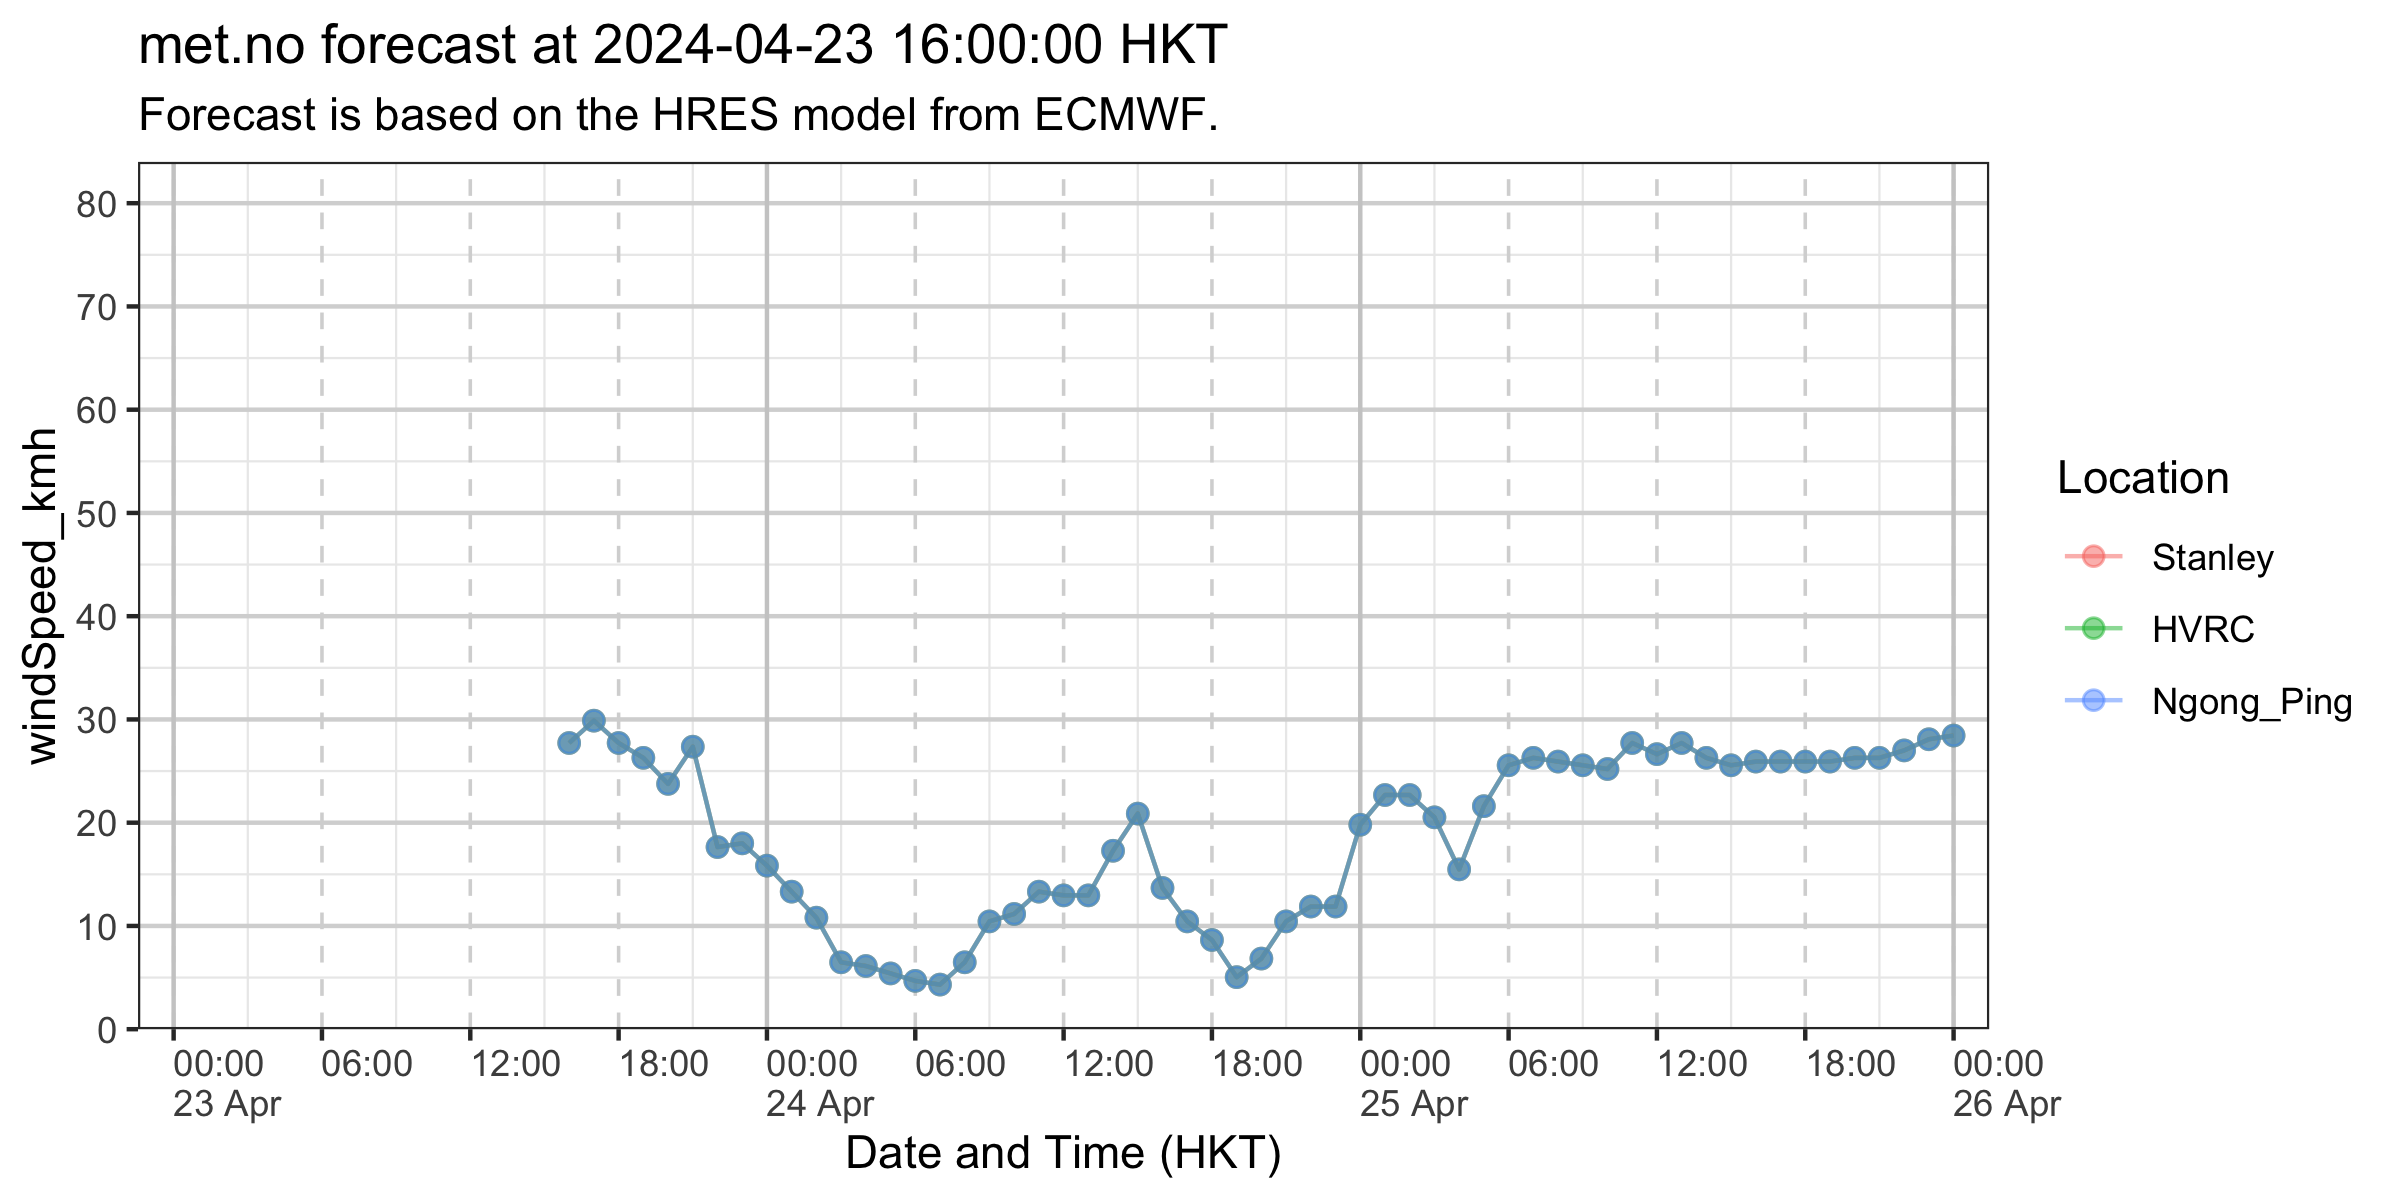 met.no forecast at 2024-04-23 16:00:00 HKT
Forecast is based on the HRES model from ECMWF.
windSpeed_kmh
80
70
60
50
40
30
20
10
0
00:00 06:00 12:00 18:00 00:00 06:00 12:00 18:00 00:00 06:00 12:00 18:00 00:00
23 Apr 24 Apr 25 Apr 26 Apr
Date and Time (HKT)
Location
Stanley
HVRC
Ngong_Ping